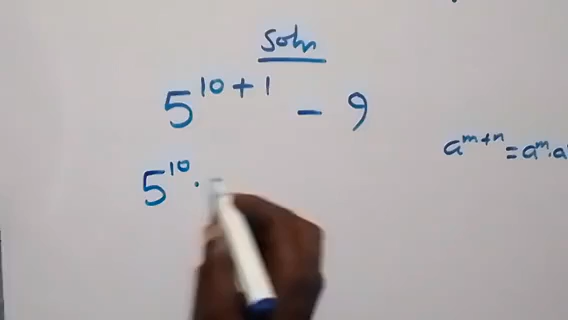 Soln
5^{10+1} - 9
a^{m+n} = a^m · a
5^{10} ·